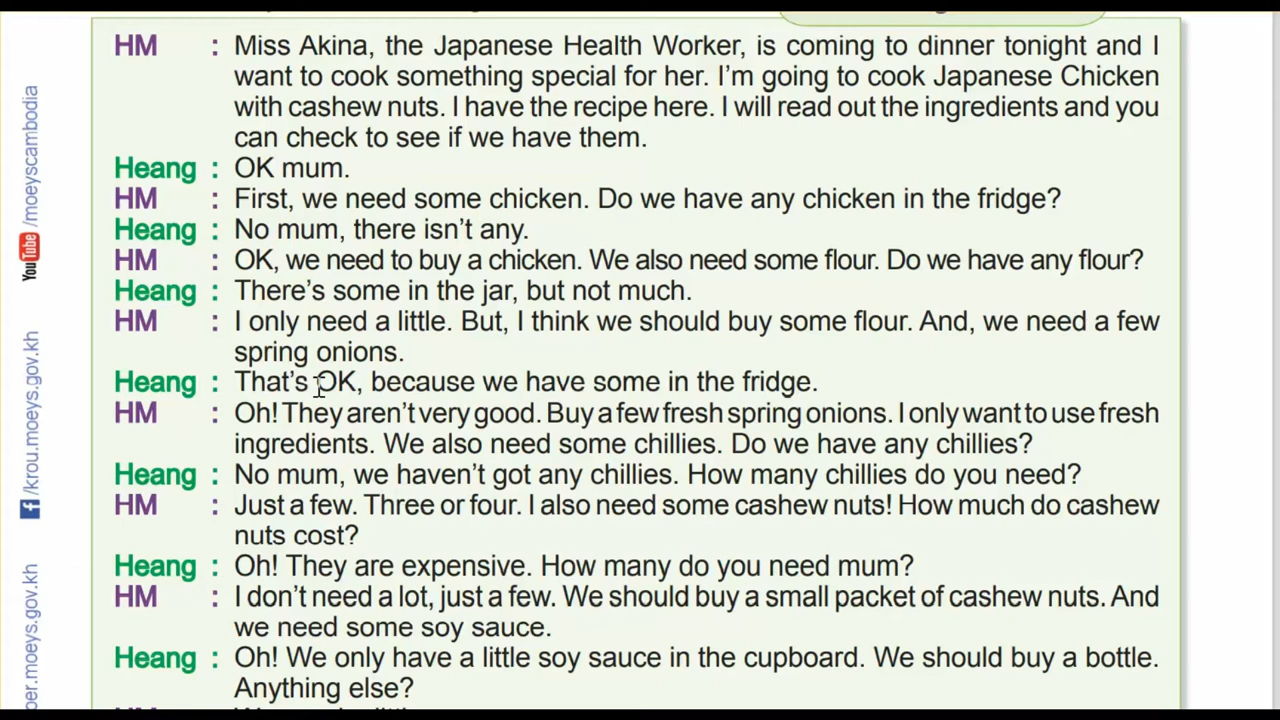 HM : Miss Akina, the Japanese Health Worker, is coming to dinner tonight and I
want to cook something special for her. I'm going to cook Japanese Chicken
with cashew nuts. I have the recipe here. I will read out the ingredients and you
can check to see if we have them.
Heang : OK mum.
HM : First, we need some chicken. Do we have any chicken in the fridge?
Heang : No mum, there isn't any.
HM : OK, we need to buy a chicken. We also need some flour. Do we have any flour?
Heang : There's some in the jar, but not much.
HM : I only need a little. But, I think we should buy some flour. And, we need a few
spring onions.
Heang : That's OK, because we have some in the fridge.
HM : Oh! They aren't very good. Buy a few fresh spring onions. I only want to use fresh
ingredients. We also need some chillies. Do we have any chillies?
Heang : No mum, we haven't got any chillies. How many chillies do you need?
HM : Just a few. Three or four. I also need some cashew nuts! How much do cashew
nuts cost?
Heang : Oh! They are expensive. How many do you need mum?
HM : I don't need a lot, just a few. We should buy a small packet of cashew nuts. And
we need some soy sauce.
Heang : Oh! We only have a little soy sauce in the cupboard. We should buy a bottle.
Anything else?
YouTube /moeyscambodia
f /krou.moeys.gov.kh
per.moeys.gov.kh